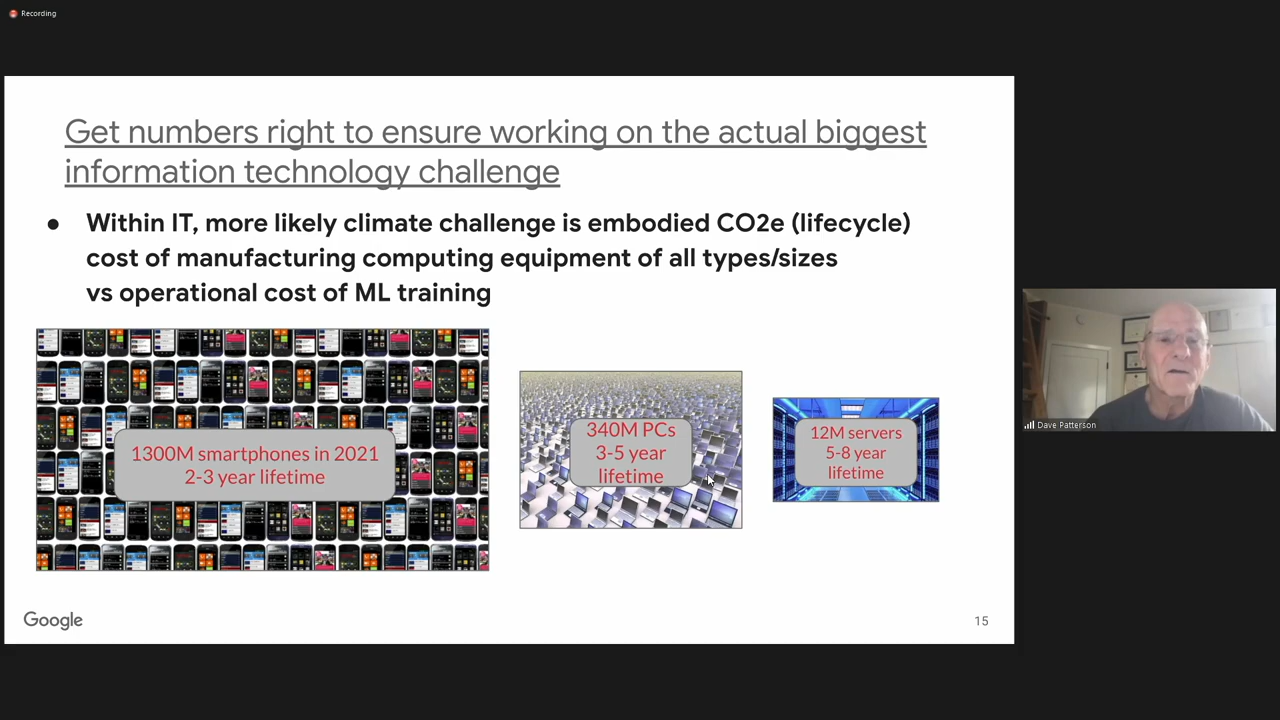 Recording
Get numbers right to ensure working on the actual biggest
information technology challenge
● Within IT, more likely climate challenge is embodied CO2e (lifecycle)
cost of manufacturing computing equipment of all types/sizes
vs operational cost of ML training
1300M smartphones in 2021
2-3 year lifetime
340M PCs
3-5 year
lifetime
12M servers
5-8 year
lifetime
Dave Patterson
Google
15